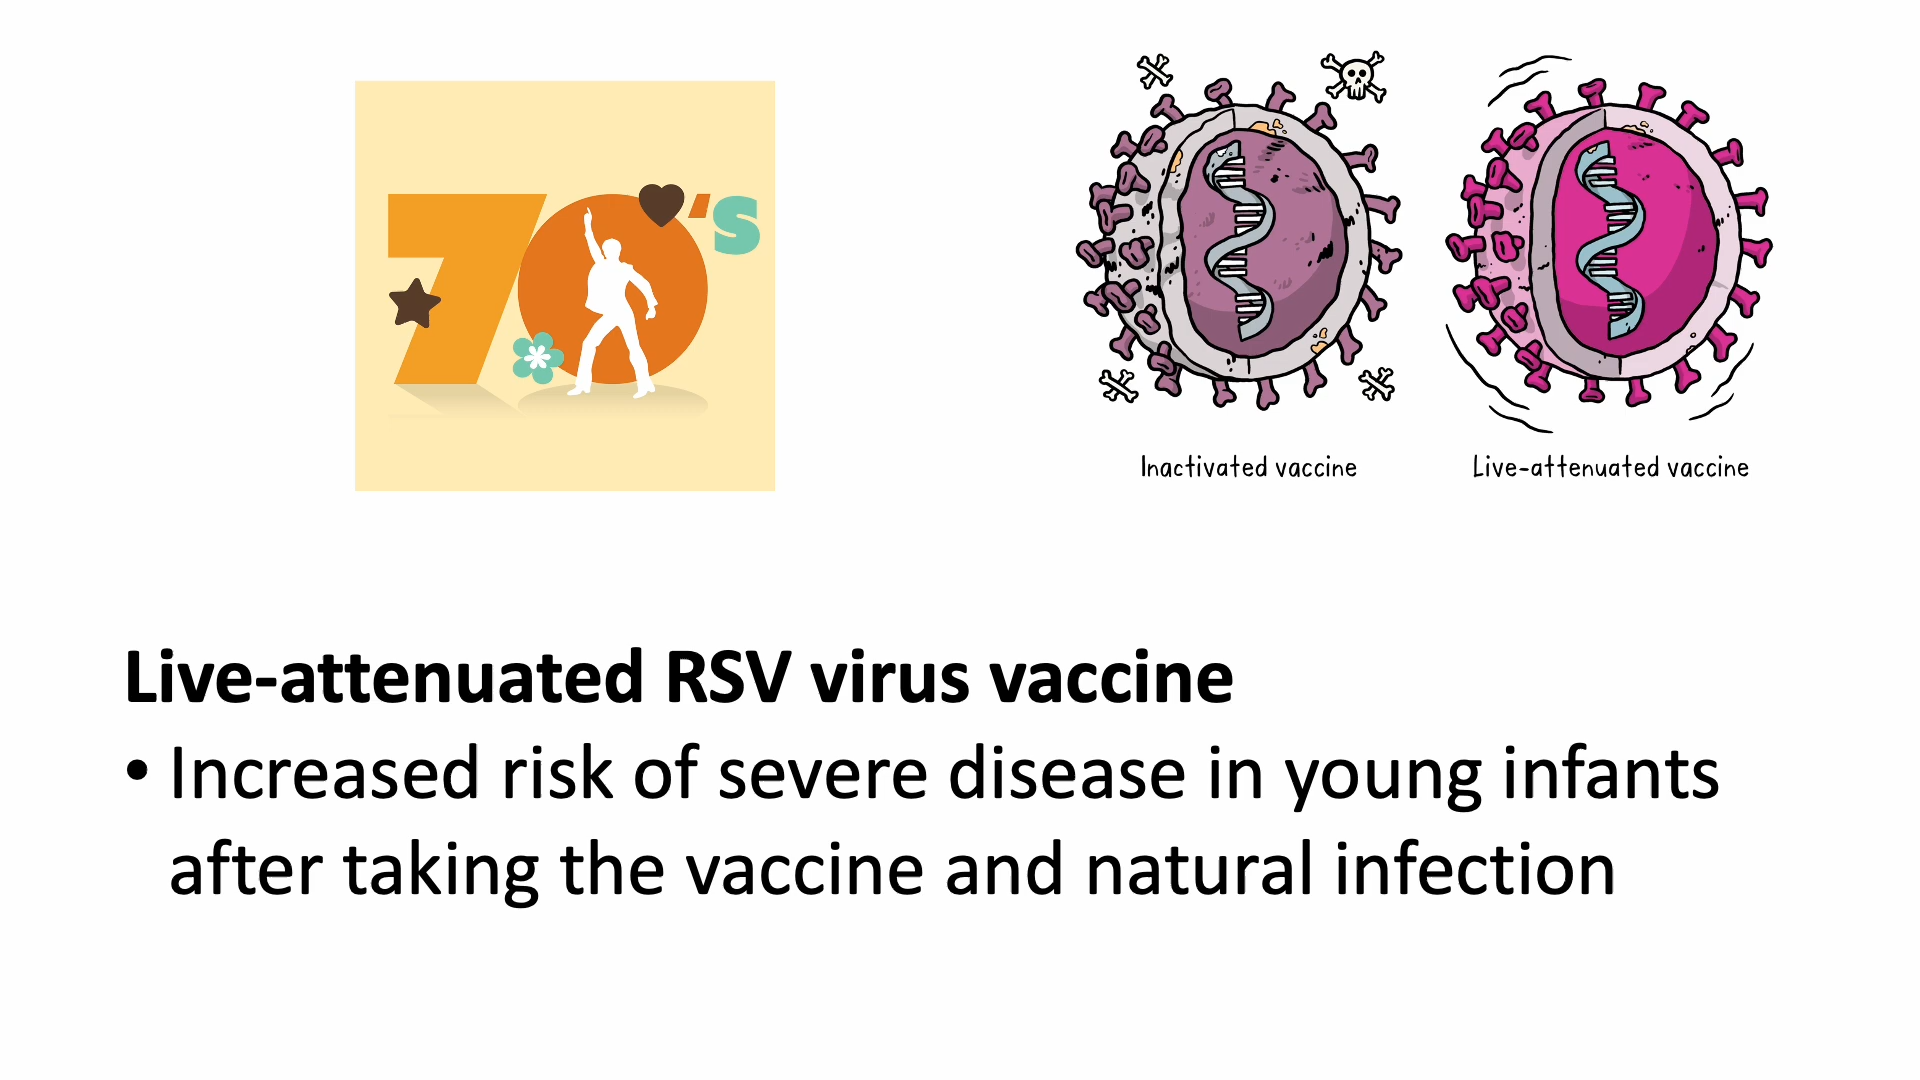 70's
Inactivated vaccine
Live-attenuated vaccine
Live-attenuated RSV virus vaccine
• Increased risk of severe disease in young infants
after taking the vaccine and natural infection